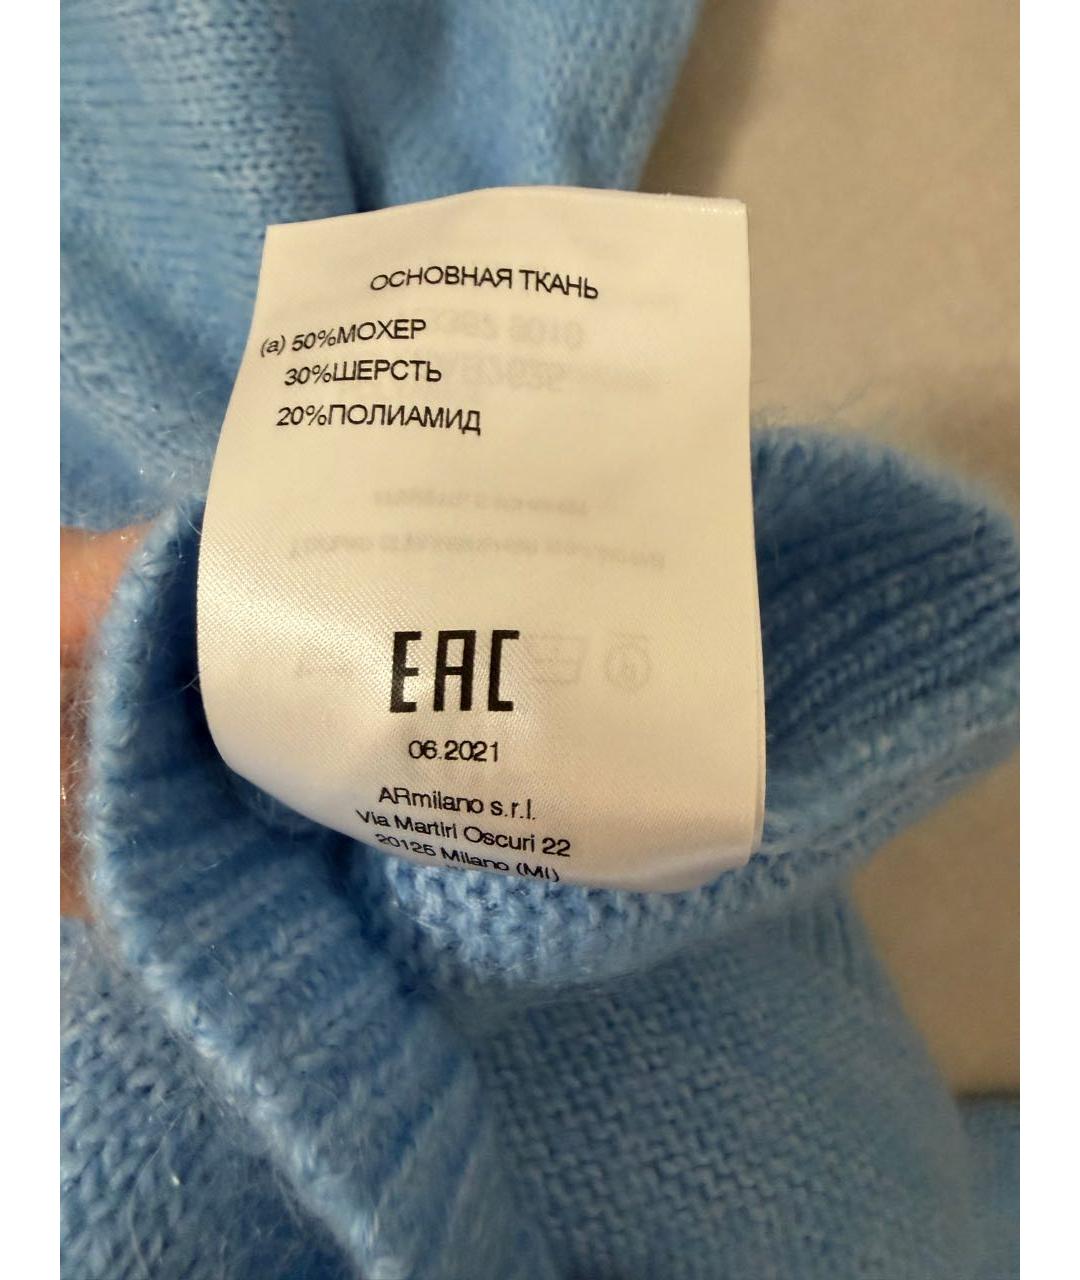 ОСНОВНАЯ ТКАНЬ
(a) 50%МОХЕР
30%ШЕРСТЬ
20%ПОЛИАМИД
EAC
06.2021
ARmilano s.r.l.
Via Martiri Oscuri 22
20125 Milano (MI)